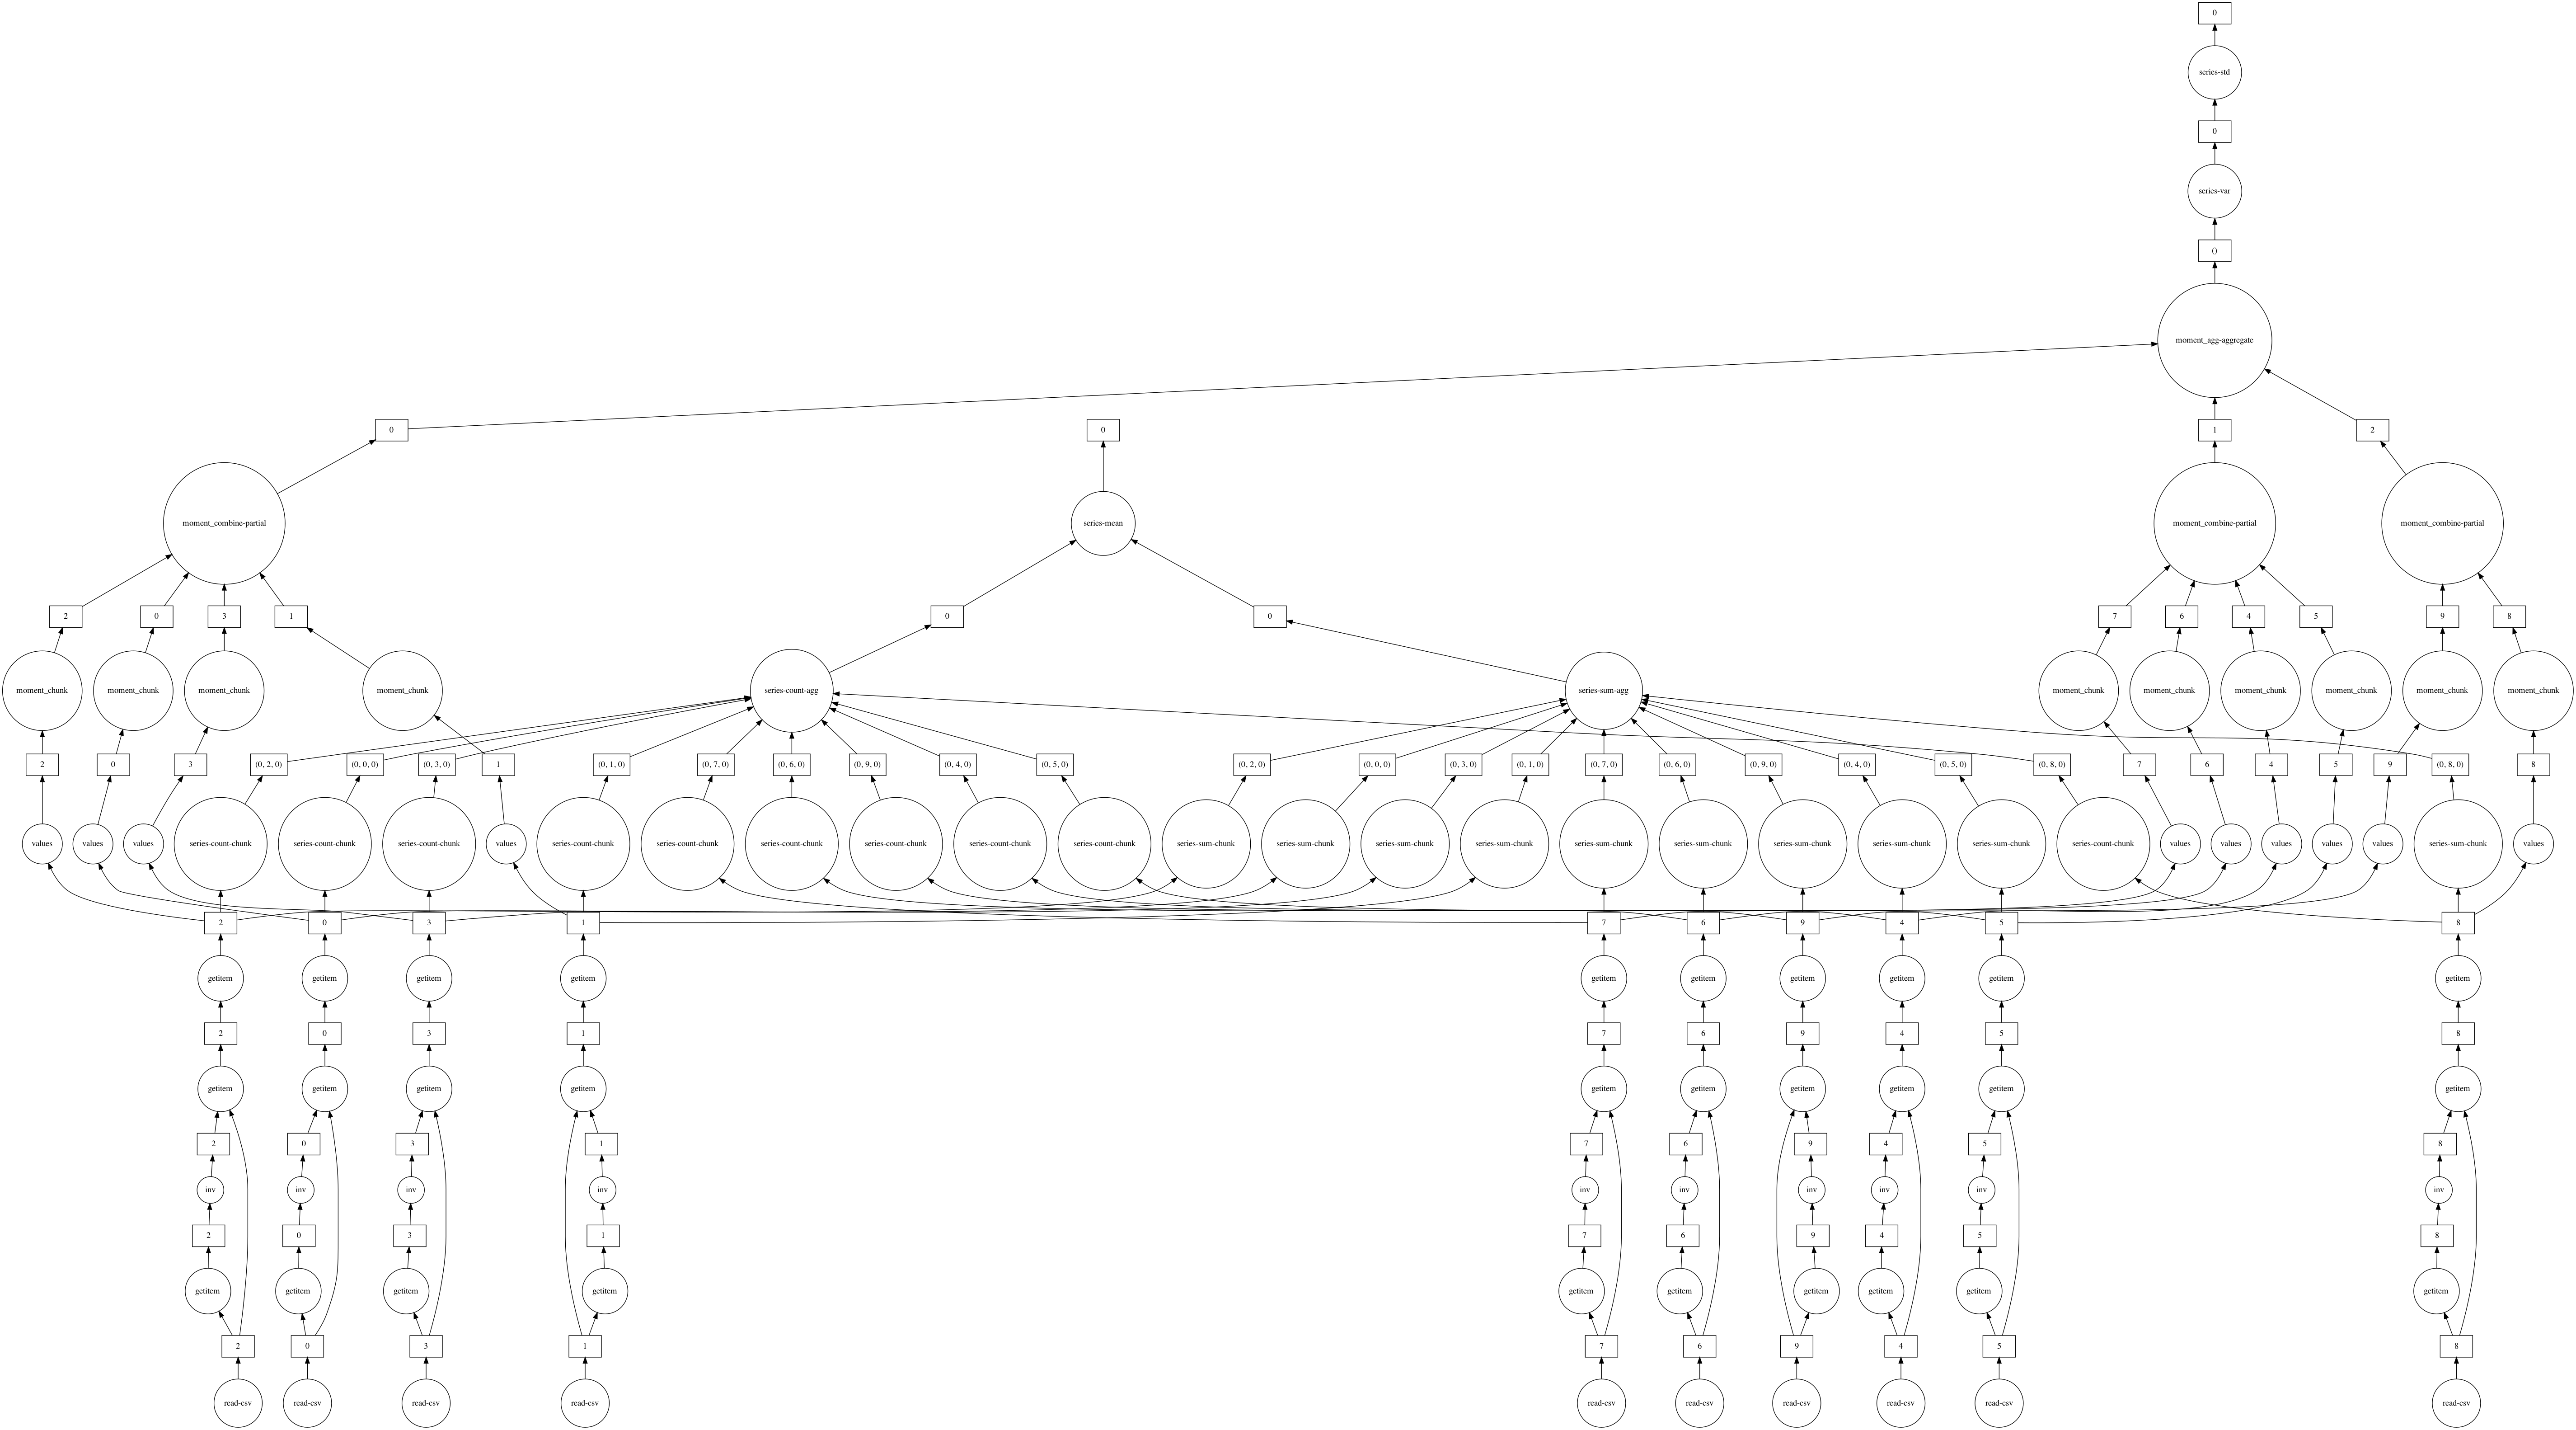 0
series-std
0
series-var
()
moment_agg-aggregate
0 0 1 2
moment_combine-partial series-mean moment_combine-partial moment_combine-partial
2 0 3 1 0 0 7 6 4 5 9 8
moment_chunk moment_chunk moment_chunk moment_chunk series-count-agg series-sum-agg moment_chunk moment_chunk moment_chunk moment_chunk moment_chunk moment_chunk
2 0 3 (0, 2, 0) (0, 0, 0) (0, 3, 0) 1 (0, 1, 0) (0, 7, 0) (0, 6, 0) (0, 9, 0) (0, 4, 0) (0, 5, 0) (0, 2, 0) (0, 0, 0) (0, 3, 0) (0, 1, 0) (0, 7, 0) (0, 6, 0) (0, 9, 0) (0, 4, 0) (0, 5, 0) (0, 8, 0) 7 6 4 5 9 (0, 8, 0) 8
values values values series-count-chunk series-count-chunk series-count-chunk values series-count-chunk series-count-chunk series-count-chunk series-count-chunk series-count-chunk series-count-chunk series-sum-chunk series-sum-chunk series-sum-chunk series-sum-chunk series-sum-chunk series-sum-chunk series-sum-chunk series-sum-chunk series-sum-chunk series-count-chunk values values values values values series-sum-chunk values
2 0 3 1 7 6 9 4 5 8
getitem getitem getitem getitem getitem getitem getitem getitem getitem getitem
2 0 3 1 7 6 9 4 5 8
getitem getitem getitem getitem getitem getitem getitem getitem getitem getitem
2 0 3 1 7 6 9 4 5 8
inv inv inv inv inv inv inv inv inv inv
2 0 3 1 7 6 9 4 5 8
getitem getitem getitem getitem getitem getitem getitem getitem getitem getitem
2 0 3 1 7 6 9 4 5 8
read-csv read-csv read-csv read-csv read-csv read-csv read-csv read-csv read-csv read-csv